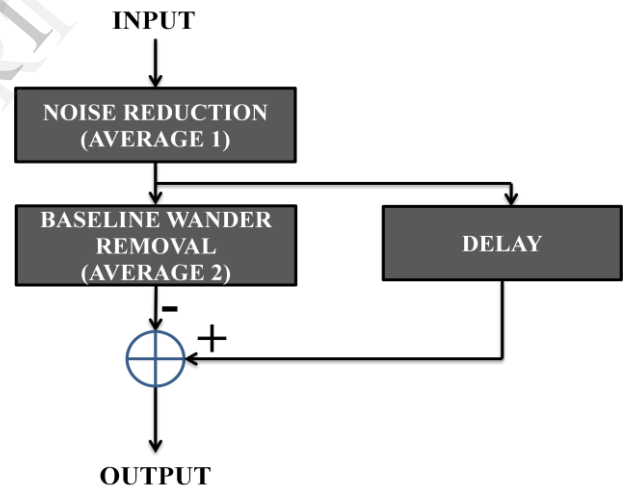 INPUT
NOISE REDUCTION
(AVERAGE 1)
BASELINE WANDER
REMOVAL
(AVERAGE 2)
DELAY
-
+
OUTPUT